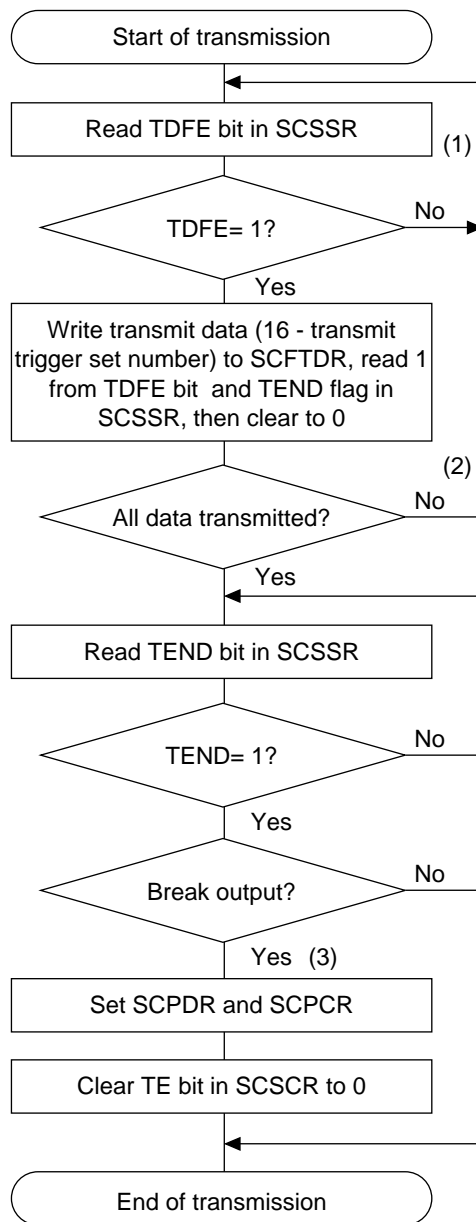 Start of transmission
Read TDFE bit in SCSSR
(1)
TDFE= 1?
No
Yes
Write transmit data (16 - transmit
trigger set number) to SCFTDR, read 1
from TDFE bit and TEND flag in
SCSSR, then clear to 0
(2)
All data transmitted?
No
Yes
Read TEND bit in SCSSR
TEND= 1?
No
Yes
Break output?
No
Yes (3)
Set SCPDR and SCPCR
Clear TE bit in SCSCR to 0
End of transmission